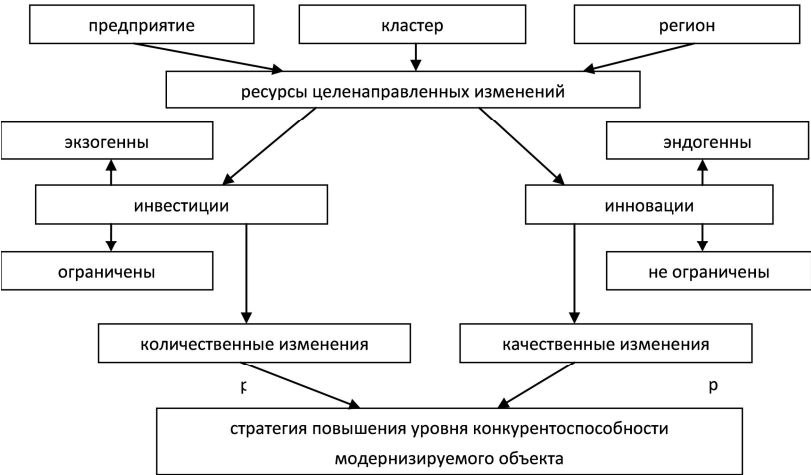 предприятие
кластер
регион
ресурсы целенаправленных изменений
экзогенны
эндогенны
инвестиции
инновации
ограничены
не ограничены
количественные изменения
качественные изменения
р
р
стратегия повышения уровня конкурентоспособности
модернизируемого объекта